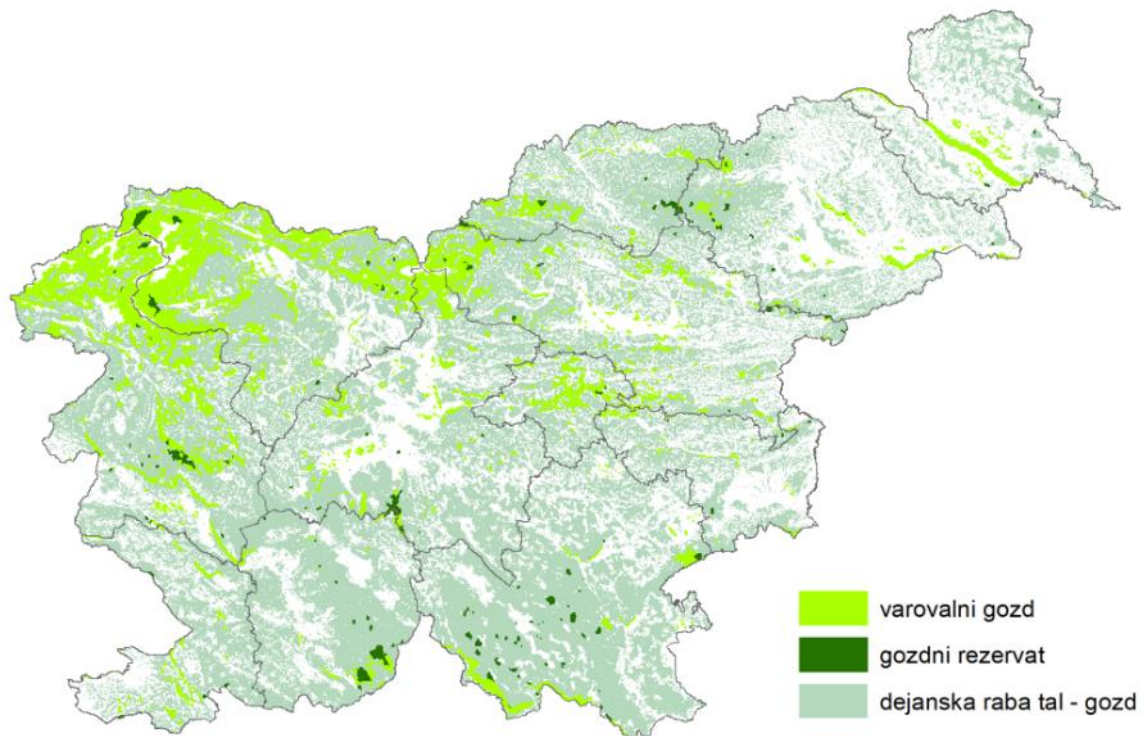 varovalni gozd
gozdni rezervat
dejanska raba tal - gozd